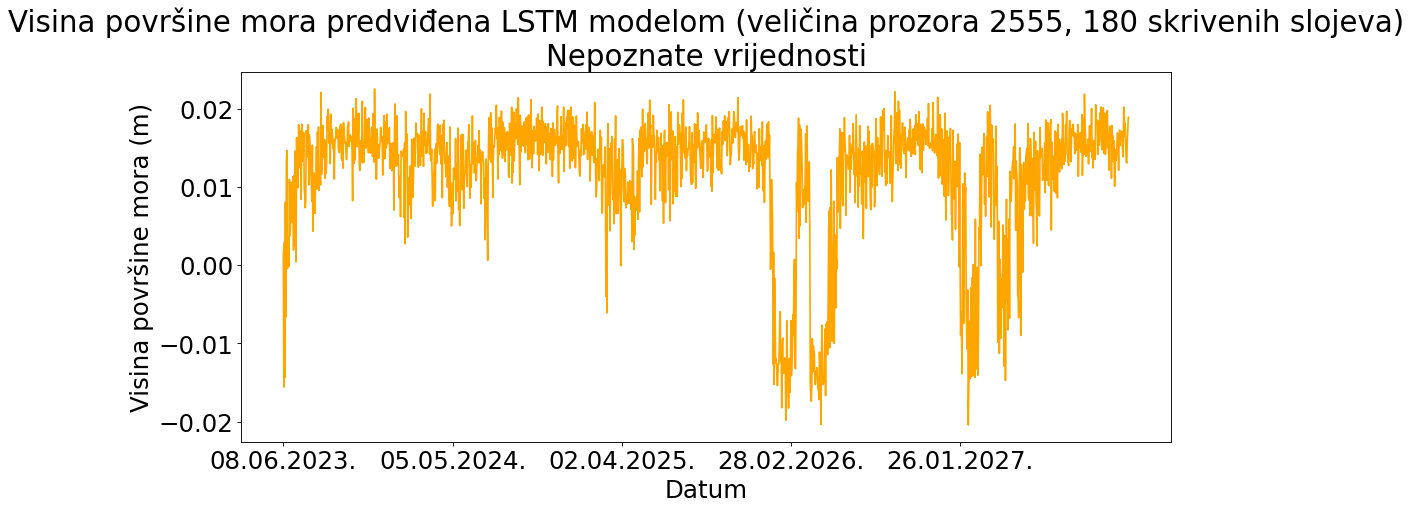 Visina površine mora predviđena LSTM modelom (veličina prozora 2555, 180 skrivenih slojeva)
Nepoznate vrijednosti
Visina površine mora (m)
0.02
0.01
0.00
−0.01
−0.02
08.06.2023. 05.05.2024. 02.04.2025. 28.02.2026. 26.01.2027.
Datum